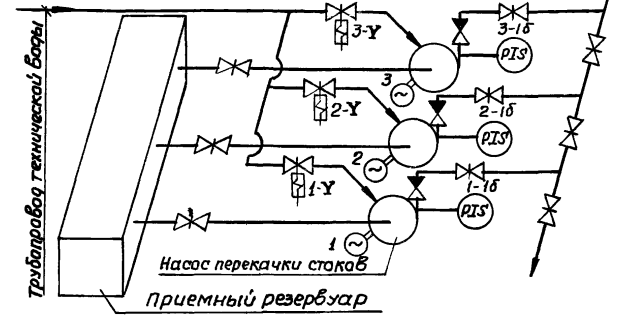 Трубопровод технической воды
3-Y
3-1б
PIS
3
2-Y
2-1б
PIS
2
1-Y
1-1б
PIS
1
Насос перекачки стоков
Приемный резервуар